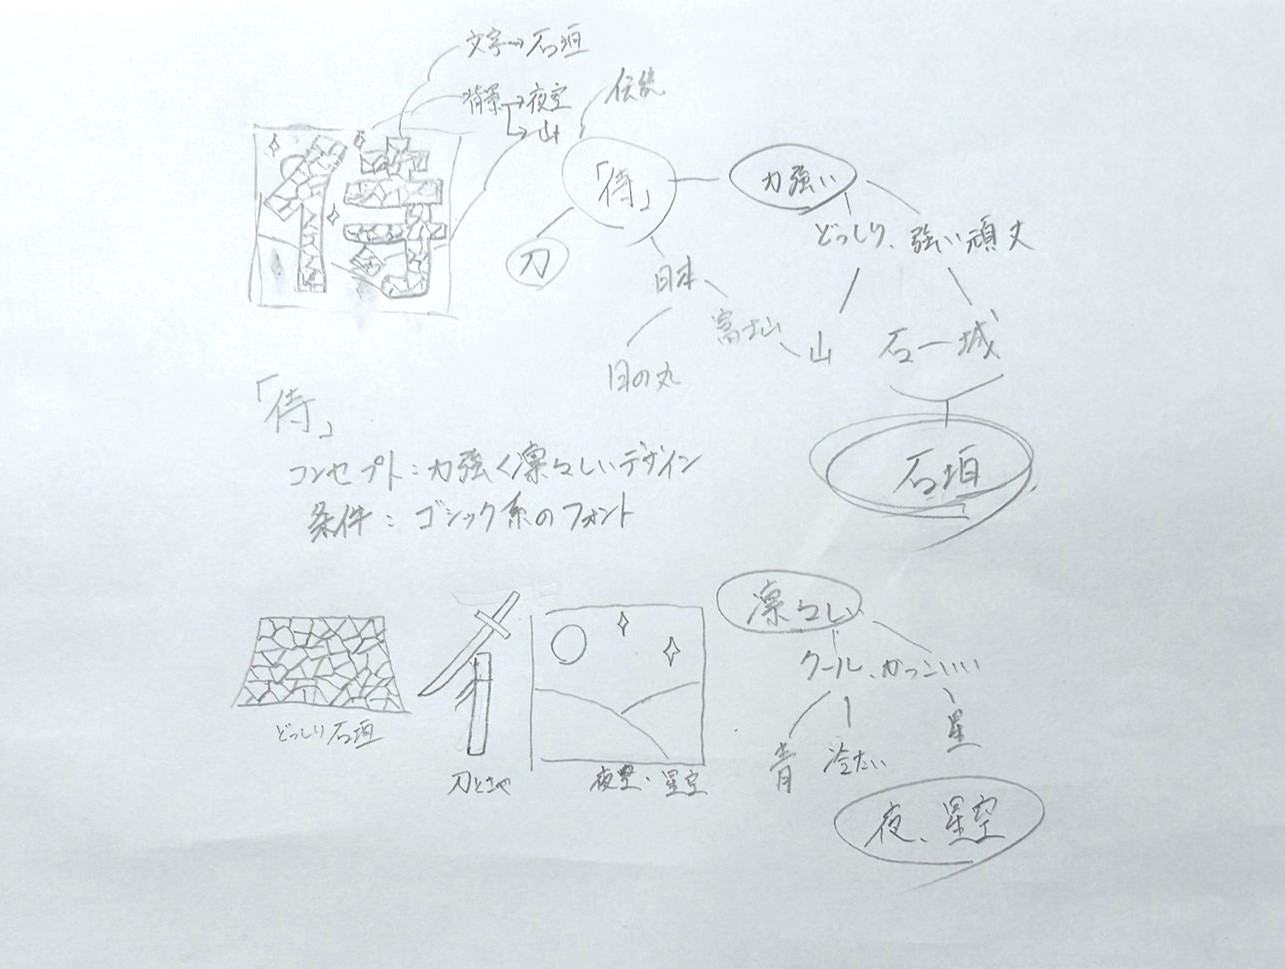 文字→石垣
背景→夜空
→山
侍
伝統
「侍」
力強い
刀
どっしり、強い頑丈
日本
富士山
山
石ー城
日の丸
石垣
「侍」
コンセプト：力強く凛々しいデザイン
条件：ゴシック系のフォント
凛々しい
クール、かっこいい
青
冷たい
星
夜、星空
どっしり石垣
刀とさや
夜空・星空